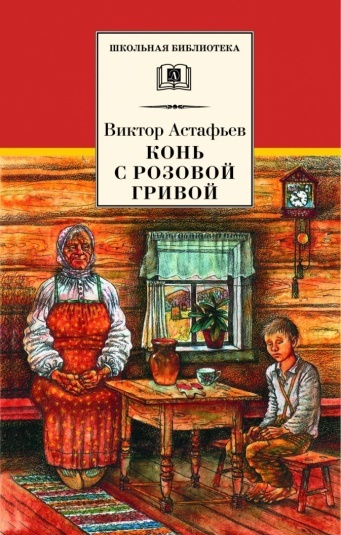 ШКОЛЬНАЯ БИБЛИОТЕКА
Виктор Астафьев
КОНЬ
С РОЗОВОЙ
ГРИВОЙ